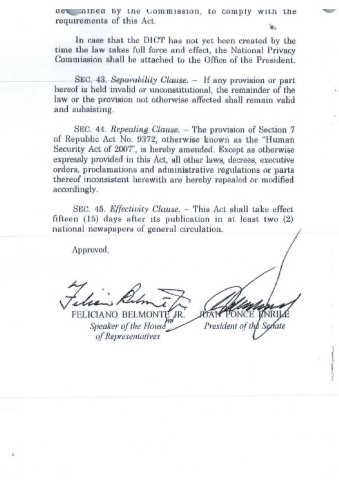 determined by the Commission, to comply with the
requirements of this Act.
In case that the DICT has not yet been created by the
time the law takes full force and effect, the National Privacy
Commission shall be attached to the Office of the President.
SEC. 43. Separability Clause. – If any provision or part
hereof is held invalid or unconstitutional, the remainder of the
law or the provision not otherwise affected shall remain valid
and subsisting.
SEC. 44. Repealing Clause. – The provision of Section 7
of Republic Act No. 9372, otherwise known as the "Human
Security Act of 2007", is hereby amended. Except as otherwise
expressly provided in this Act, all other laws, decrees, executive
orders, proclamations and administrative regulations or parts
thereof inconsistent herewith are hereby repealed or modified
accordingly.
SEC. 45. Effectivity Clause. – This Act shall take effect
fifteen (15) days after its publication in at least two (2)
national newspapers of general circulation.
Approved,
FELICIANO BELMONTE JR. JUAN PONCE ENRILE
Speaker of the House President of the Senate
of Representatives